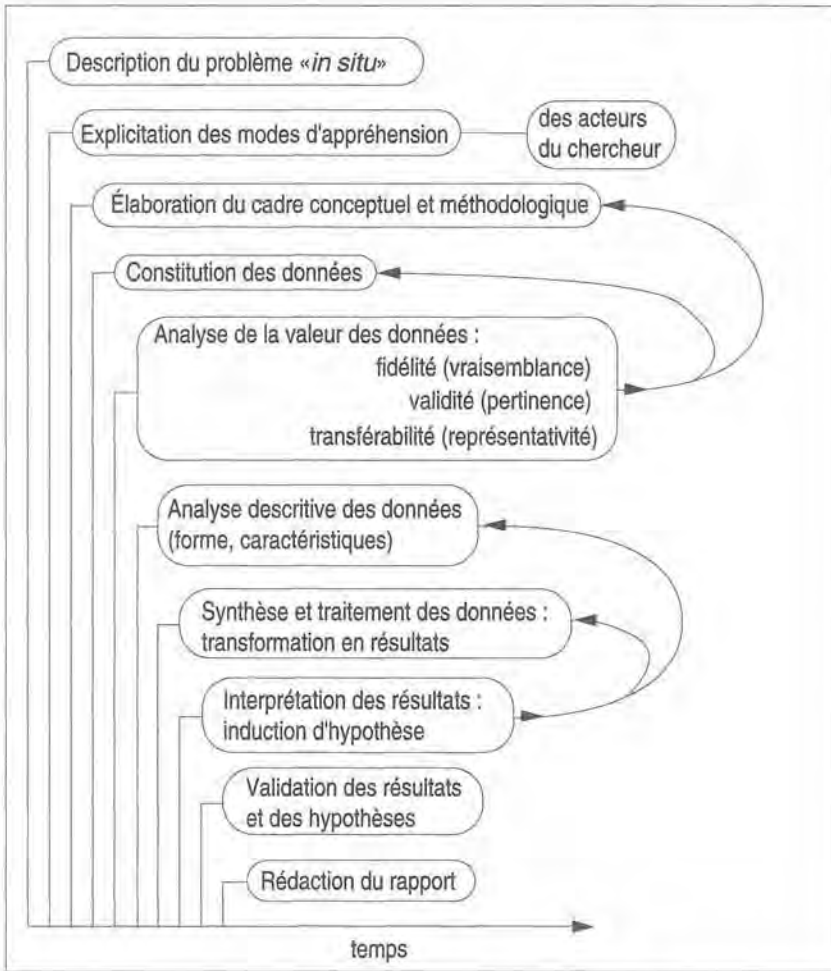 Description du problème «in situ»
Explicitation des modes d'appréhension
des acteurs
du chercheur
Élaboration du cadre conceptuel et méthodologique
Constitution des données
Analyse de la valeur des données :
fidélité (vraisemblance)
validité (pertinence)
transférabilité (représentativité)
Analyse descritive des données
(forme, caractéristiques)
Synthèse et traitement des données :
transformation en résultats
Interprétation des résultats :
induction d'hypothèse
Validation des résultats
et des hypothèses
Rédaction du rapport
temps